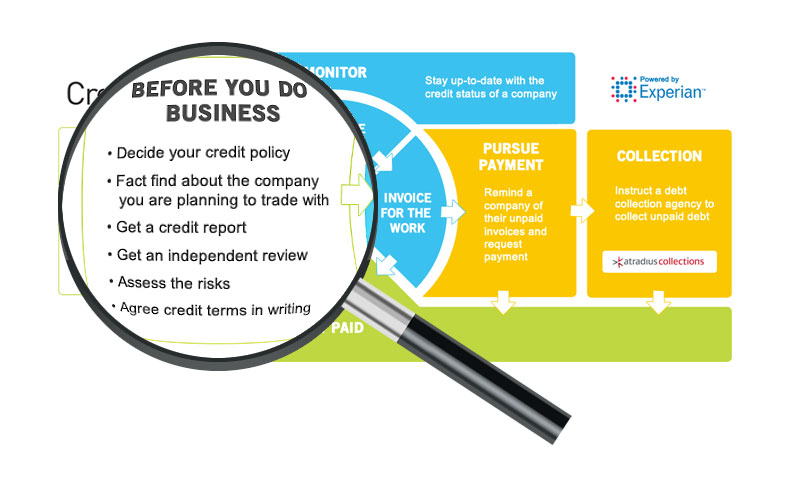 Cre
MONITOR
Stay up-to-date with the
credit status of a company
Powered by
Experian™
BEFORE YOU DO
BUSINESS
• Decide your credit policy
• Fact find about the company
you are planning to trade with
• Get a credit report
• Get an independent review
• Assess the risks
• Agree credit terms in writing
INVOICE
FOR THE
WORK
PURSUE
PAYMENT
Remind a
company of
their unpaid
invoices and
request
payment
COLLECTION
Instruct a debt
collection agency to
collect unpaid debt
atradius collections
PAID